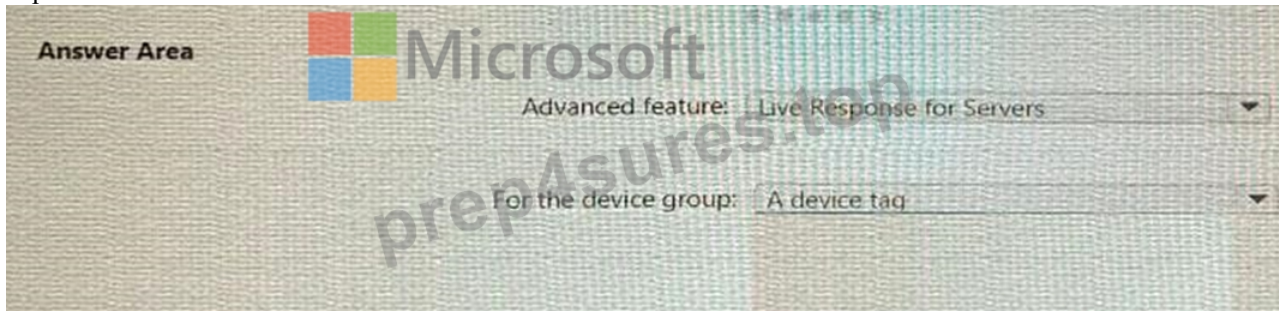 Answer Area
Microsoft
Advanced feature: Live Response for Servers
prep4sures.top
For the device group: A device tag